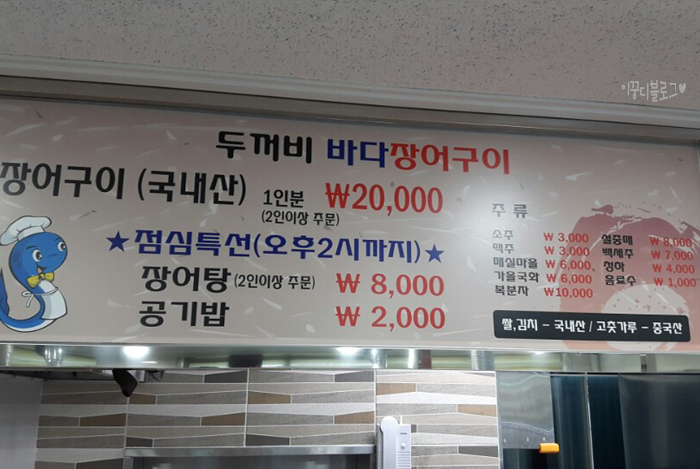 이꿍디블로그♥
두꺼비 바다장어구이
장어구이 (국내산) 1인분 ₩20,000
(2인이상 주문)
★점심특선(오후2시까지)★
장어탕 (2인이상 주문) ₩ 8,000
공기밥 ₩ 2,000
주 류
소주 ₩ 3,000 설중매 ₩ 8,000
맥주 ₩ 3,000 백세주 ₩ 7,000
매실마을 ₩ 6,000 청하 ₩ 4,000
가을국화 ₩ 6,000 음료수 ₩ 1,000
복분자 ₩10,000
쌀,김치 - 국내산 / 고춧가루 - 중국산